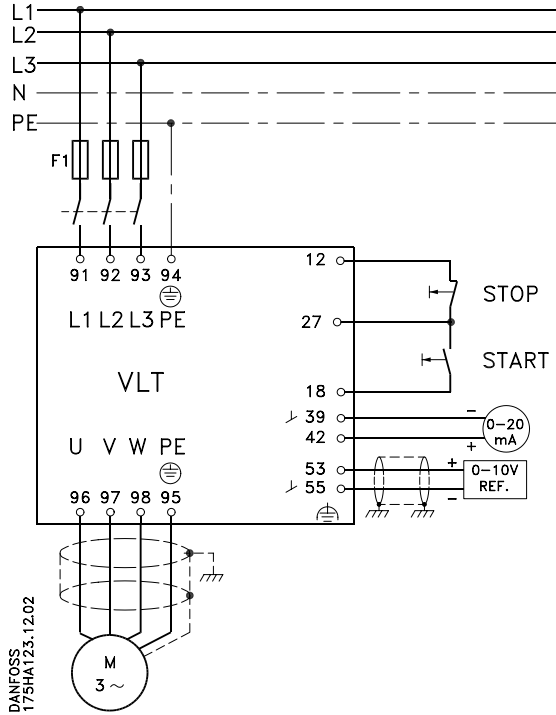 L1
L2
L3
N
PE
F1
91 92 93 94
12
STOP
L1 L2 L3 PE
27
START
VLT
18
39
−
0−20
mA
42
+
U V W PE
53
+
0−10V
REF.
55
−
96 97 98 95
M
3 ~
DANFOSS
175HA123.12.02